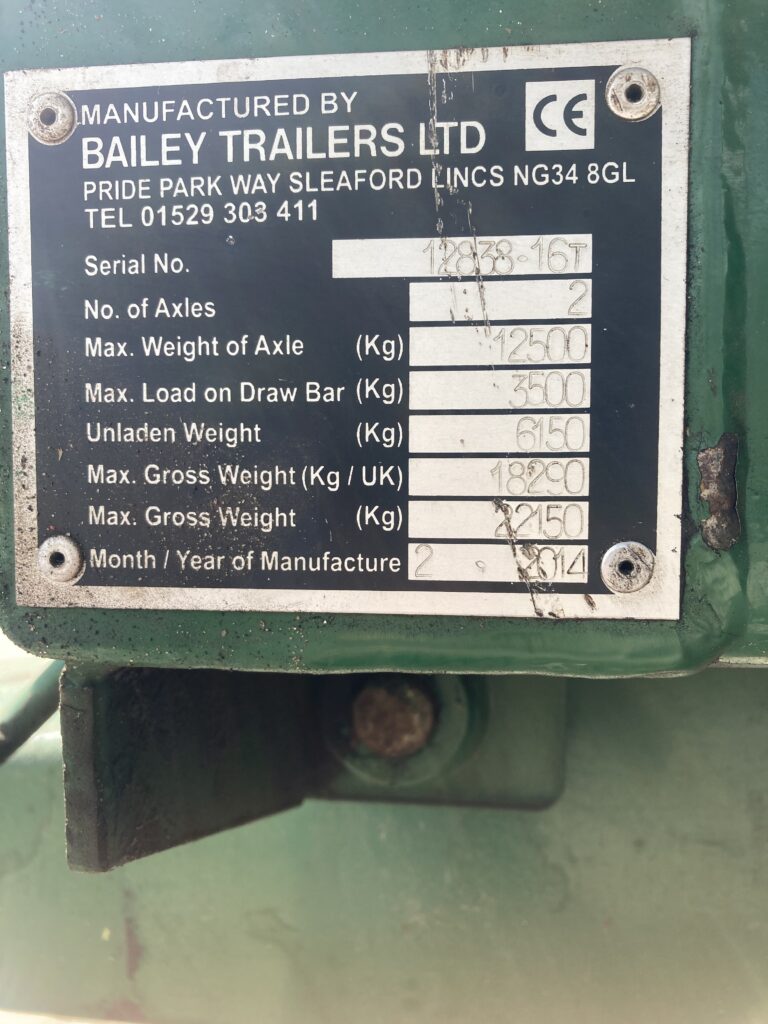 MANUFACTURED BY
CE
BAILEY TRAILERS LTD
PRIDE PARK WAY SLEAFORD LINCS NG34 8GL
TEL 01529 303 411
Serial No. 12838-16T
No. of Axles 2
Max. Weight of Axle (Kg) 12500
Max. Load on Draw Bar (Kg) 3500
Unladen Weight (Kg) 6150
Max. Gross Weight (Kg / UK) 18290
Max. Gross Weight (Kg) 22150
Month / Year of Manufacture 2 2014